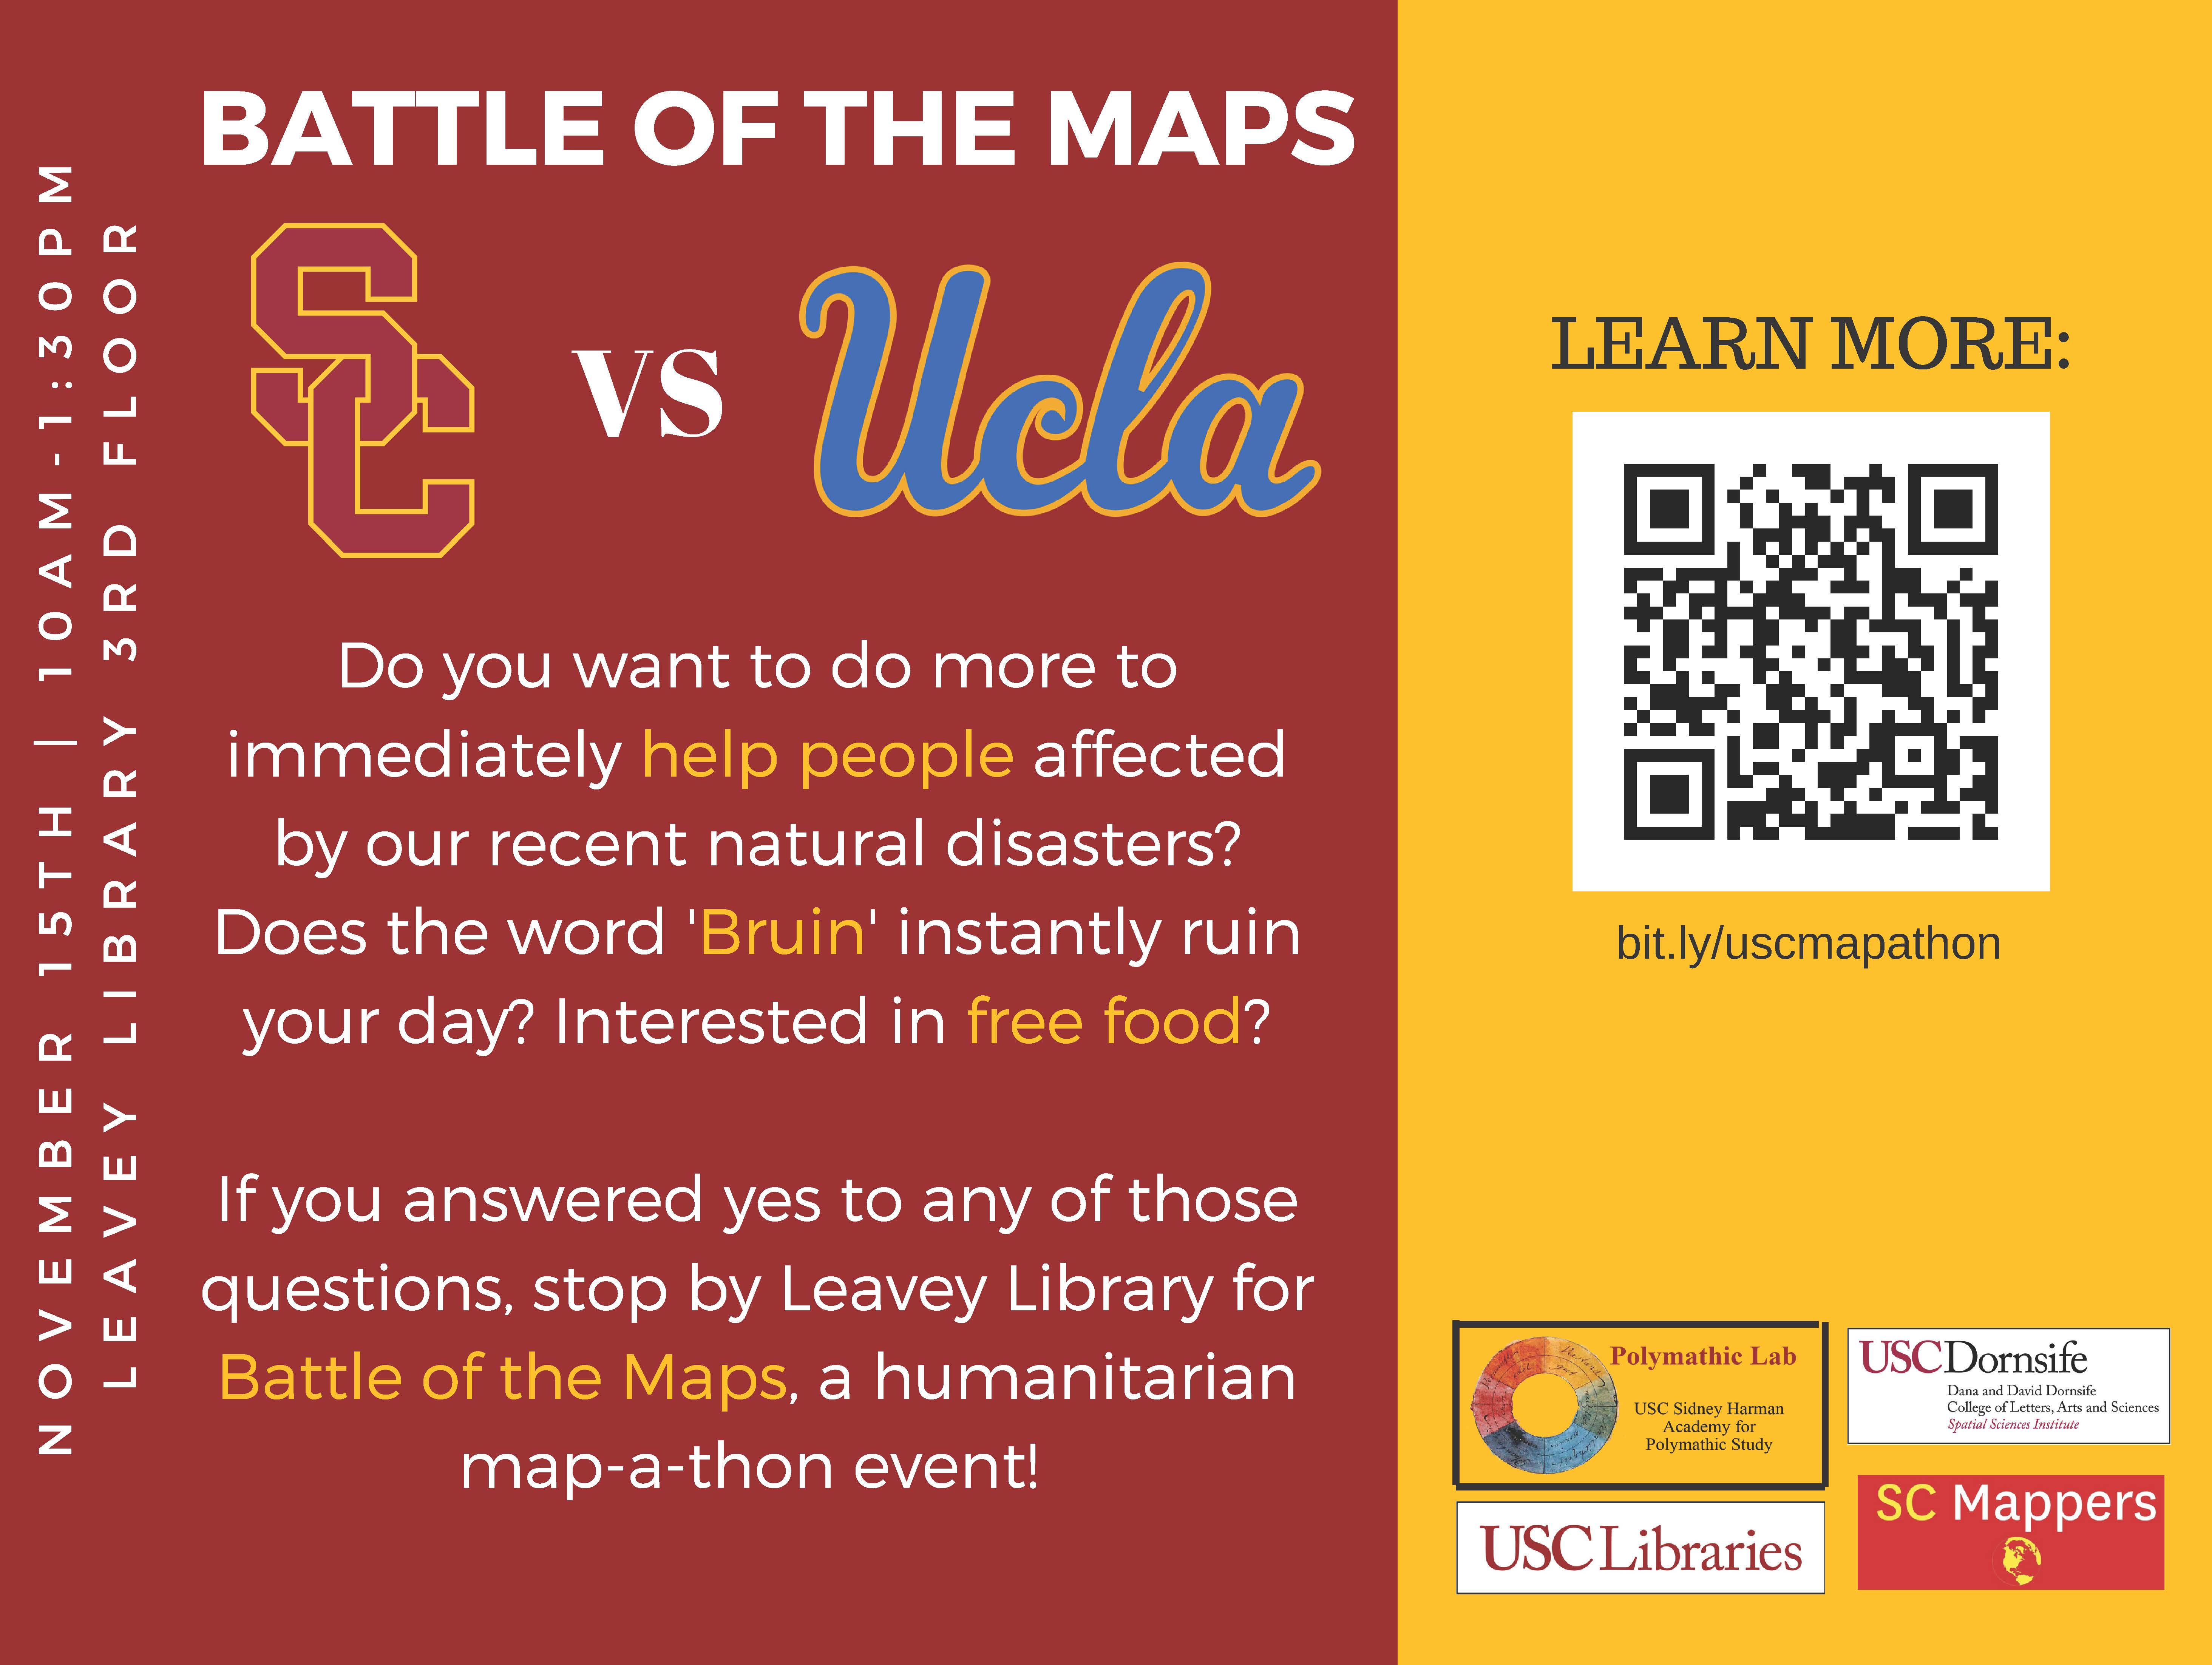 NOVEMBER 15TH | 10AM-1:30PM
LEAVEY LIBRARY 3RD FLOOR
BATTLE OF THE MAPS
SC
VS
Ucla
Do you want to do more to
immediately help people affected
by our recent natural disasters?
Does the word 'Bruin' instantly ruin
your day? Interested in free food?
If you answered yes to any of those
questions, stop by Leavey Library for
Battle of the Maps, a humanitarian
map-a-thon event!
LEARN MORE:
bit.ly/uscmapathon
Polymathic Lab
USC Sidney Harman
Academy for
Polymathic Study
USCDornsife
Dana and David Dornsife
College of Letters, Arts and Sciences
Spatial Sciences Institute
USC Libraries
SC Mappers